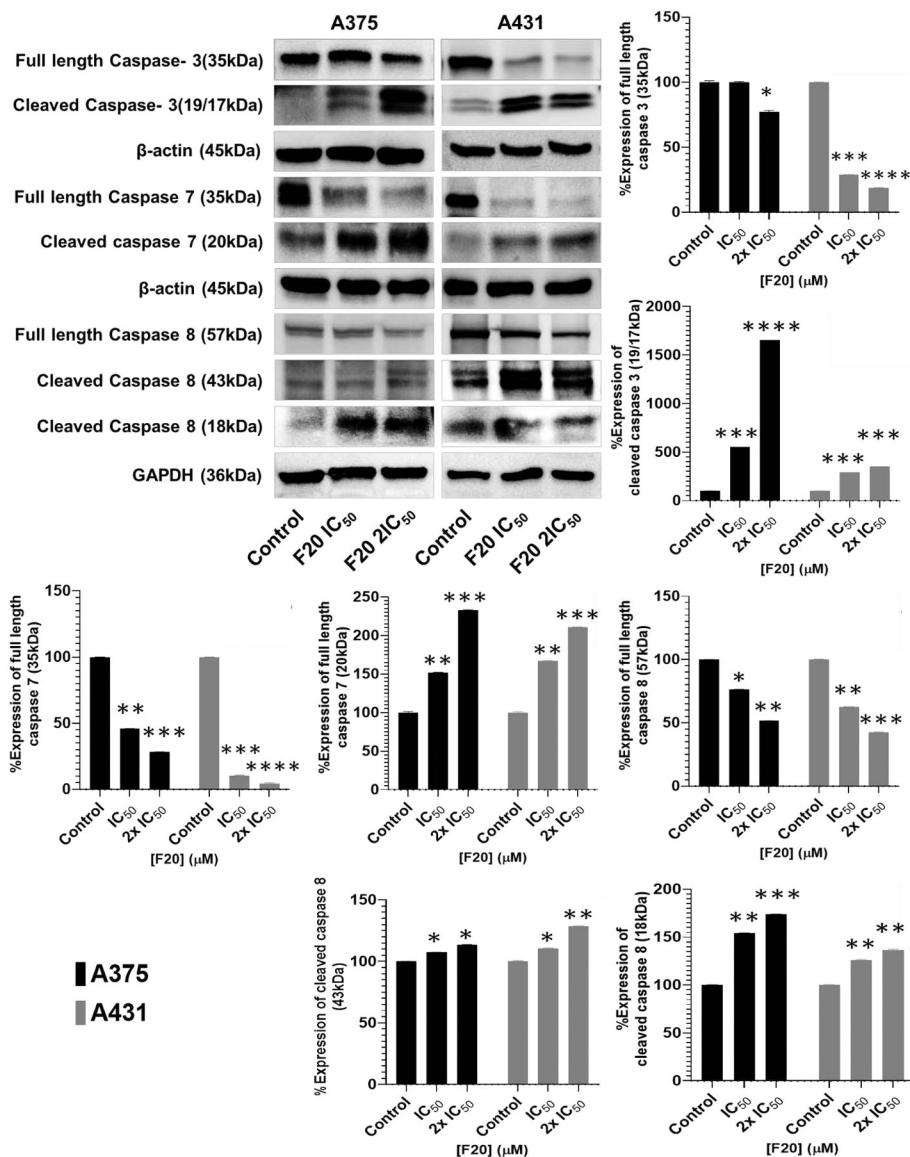 A375 A431
Full length Caspase- 3(35kDa)
Cleaved Caspase- 3(19/17kDa)
β-actin (45kDa)
Full length Caspase 7 (35kDa)
Cleaved caspase 7 (20kDa)
β-actin (45kDa)
Full length Caspase 8 (57kDa)
Cleaved Caspase 8 (43kDa)
Cleaved Caspase 8 (18kDa)
GAPDH (36kDa)
Control F20 IC₅₀ F20 2IC₅₀ Control F20 IC₅₀ F20 2IC₅₀
%Expression of full length
caspase 3 (35kDa)
150
100
50
0
*
***
****
Control IC₅₀ 2x IC₅₀ Control IC₅₀ 2x IC₅₀
[F20] (μM)
%Expression of
cleaved caspase 3 (19/17kDa)
2000
1500
1000
500
0
***
****
***
***
Control IC₅₀ 2x IC₅₀ Control IC₅₀ 2x IC₅₀
[F20] (μM)
%Expression of full length
caspase 7 (35kDa)
150
100
50
0
**
***
***
****
Control IC₅₀ 2x IC₅₀ Control IC₅₀ 2x IC₅₀
[F20] (μM)
%Expression of full length
caspase 7 (20kDa)
250
200
150
100
50
0
**
***
**
***
Control IC₅₀ 2x IC₅₀ Control IC₅₀ 2x IC₅₀
[F20] (μM)
%Expression of full length
caspase 8 (57kDa)
150
100
50
0
*
**
**
***
Control IC₅₀ 2x IC₅₀ Control IC₅₀ 2x IC₅₀
[F20] (μM)
%Expression of cleaved caspase 8
(43kDa)
150
100
50
0
*
*
*
**
Control IC₅₀ 2x IC₅₀ Control IC₅₀ 2x IC₅₀
[F20] (μM)
%Expression of
cleaved caspase 8 (18kDa)
200
150
100
50
0
**
***
**
**
Control IC₅₀ 2x IC₅₀ Control IC₅₀ 2x IC₅₀
[F20] (μM)
A375
A431